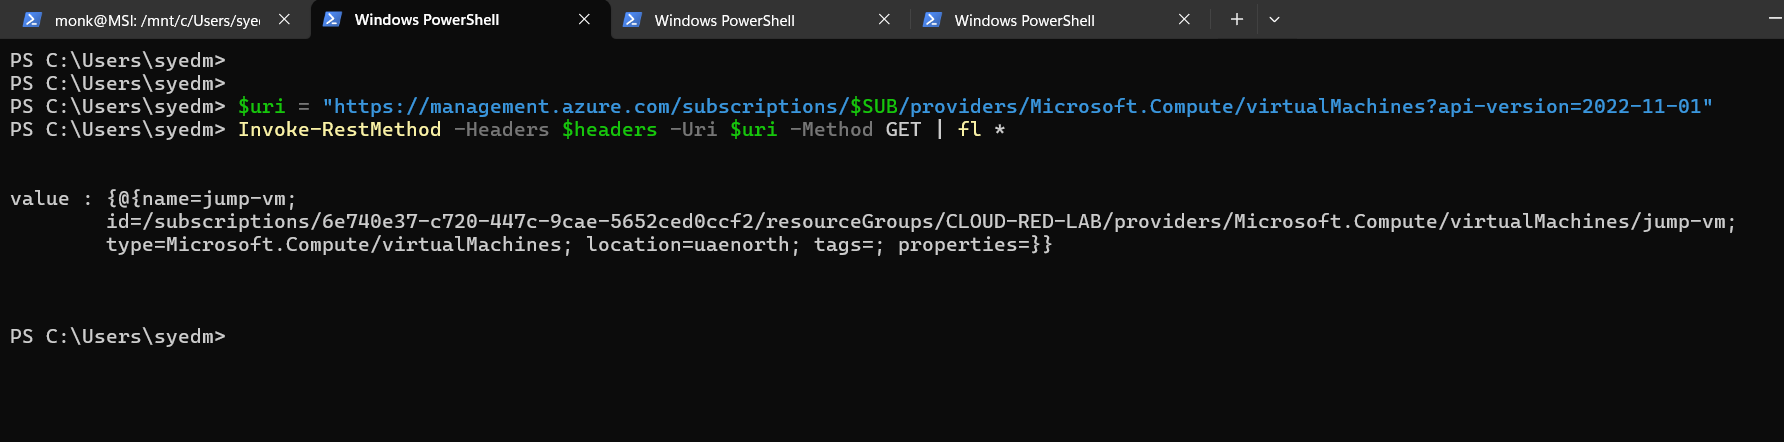 monk@MSI: /mnt/c/Users/sye
Windows PowerShell
Windows PowerShell
Windows PowerShell
PS C:\Users\syedm>
PS C:\Users\syedm>
PS C:\Users\syedm> $uri = "https://management.azure.com/subscriptions/$SUB/providers/Microsoft.Compute/virtualMachines?api-version=2022-11-01"
PS C:\Users\syedm> Invoke-RestMethod -Headers $headers -Uri $uri -Method GET | fl *
value : {@{name=jump-vm;
id=/subscriptions/6e740e37-c720-447c-9cae-5652ced0ccf2/resourceGroups/CLOUD-RED-LAB/providers/Microsoft.Compute/virtualMachines/jump-vm;
type=Microsoft.Compute/virtualMachines; location=uaenorth; tags=; properties=}}
PS C:\Users\syedm>